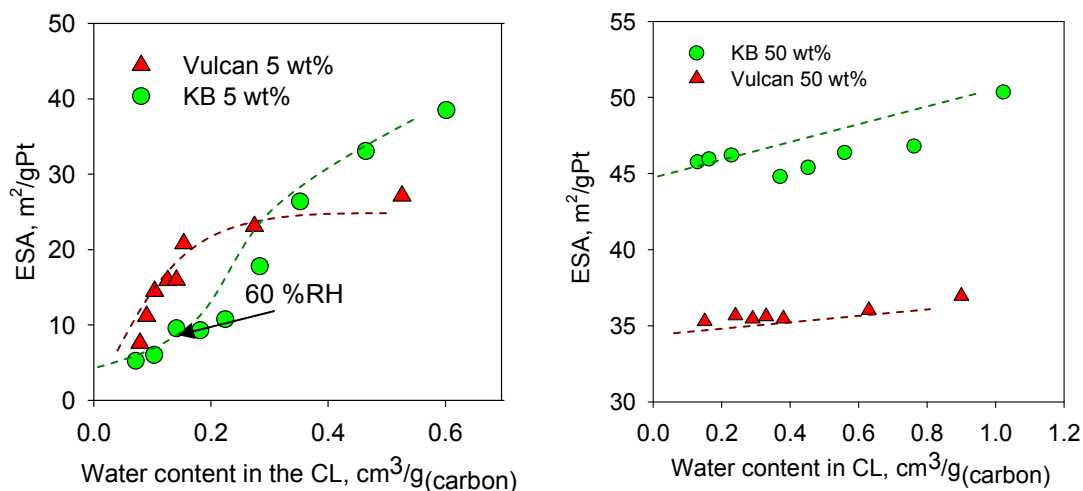 50
40
30
20
10
0
ESA, m²/gPt
Vulcan 5 wt%
KB 5 wt%
60 %RH
0.0 0.2 0.4 0.6
Water content in the CL, cm³/g(carbon)
55
50
45
40
35
30
ESA, m²/gPt
KB 50 wt%
Vulcan 50 wt%
0.0 0.2 0.4 0.6 0.8 1.0 1.2
Water content in CL, cm³/g(carbon)